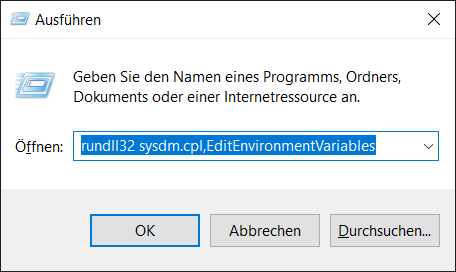 Ausführen
Geben Sie den Namen eines Programms, Ordners,
Dokuments oder einer Internetressource an.
Öffnen: rundll32 sysdm.cpl,EditEnvironmentVariables
OK Abbrechen Durchsuchen...